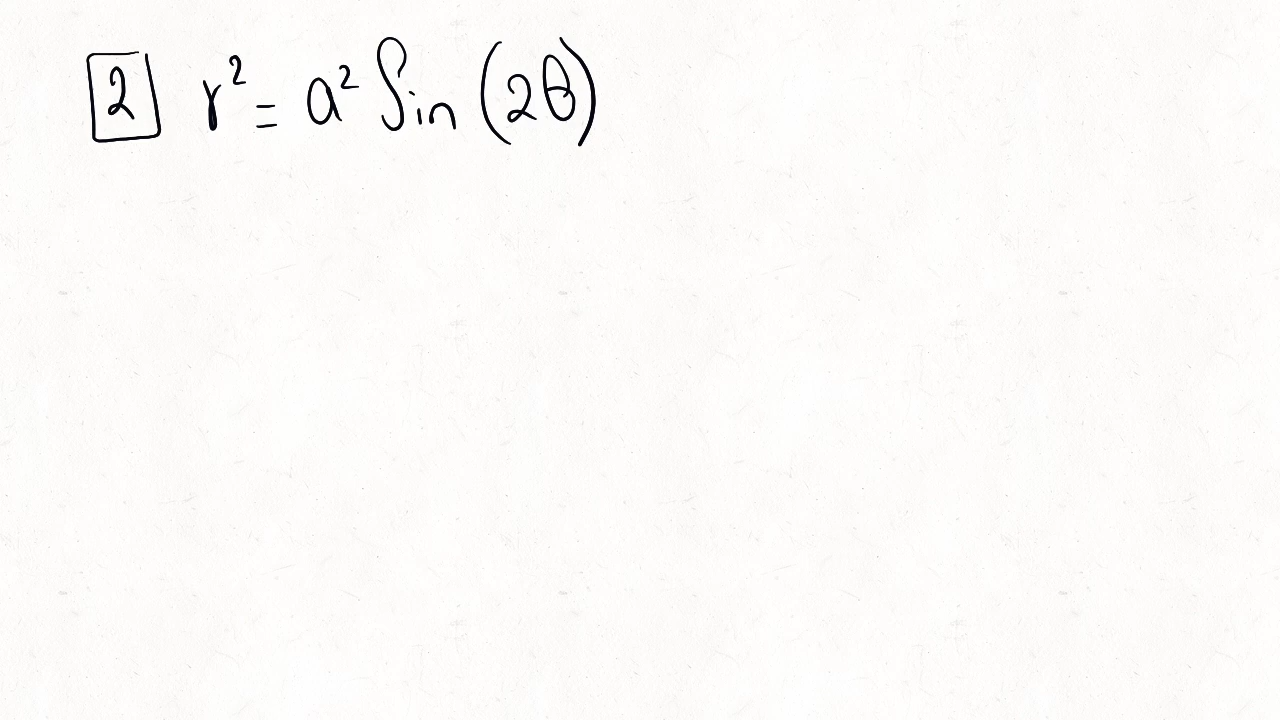 2 r² = a² Sin (2θ)